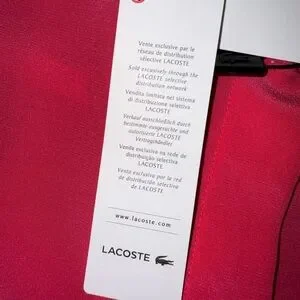 Vente exclusive par le
réseau de distribution
sélective LACOSTE
Sold exclusively through the
LACOSTE selective
distribution network
Vendita limitata nel sistema
di distribuzione selettiva
LACOSTE
Verkauf ausschließlich durch
bestimmte ausgesuchte und
autorisierte LACOSTE
Vertragshändler
Venda exclusiva na rede de
distribuição selectiva
LACOSTE
Venta exclusiva por la red
de distribución selectiva
de LACOSTE
www.lacoste.com
LACOSTE